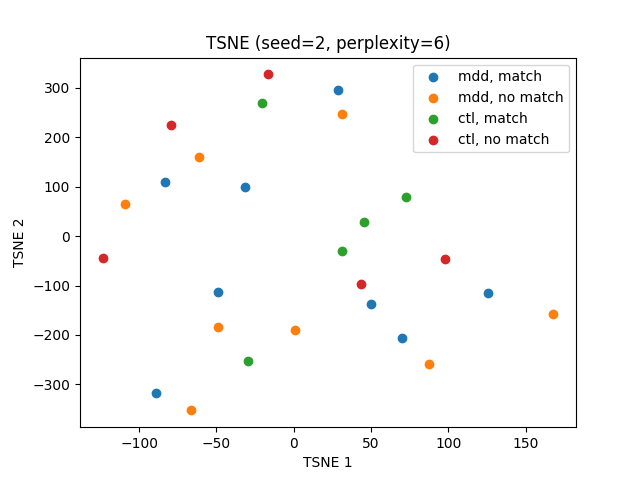 TSNE (seed=2, perplexity=6)
mdd, match
mdd, no match
ctl, match
ctl, no match
300
200
100
0
−100
−200
−300
TSNE 2
−100
−50
0
50
100
150
TSNE 1